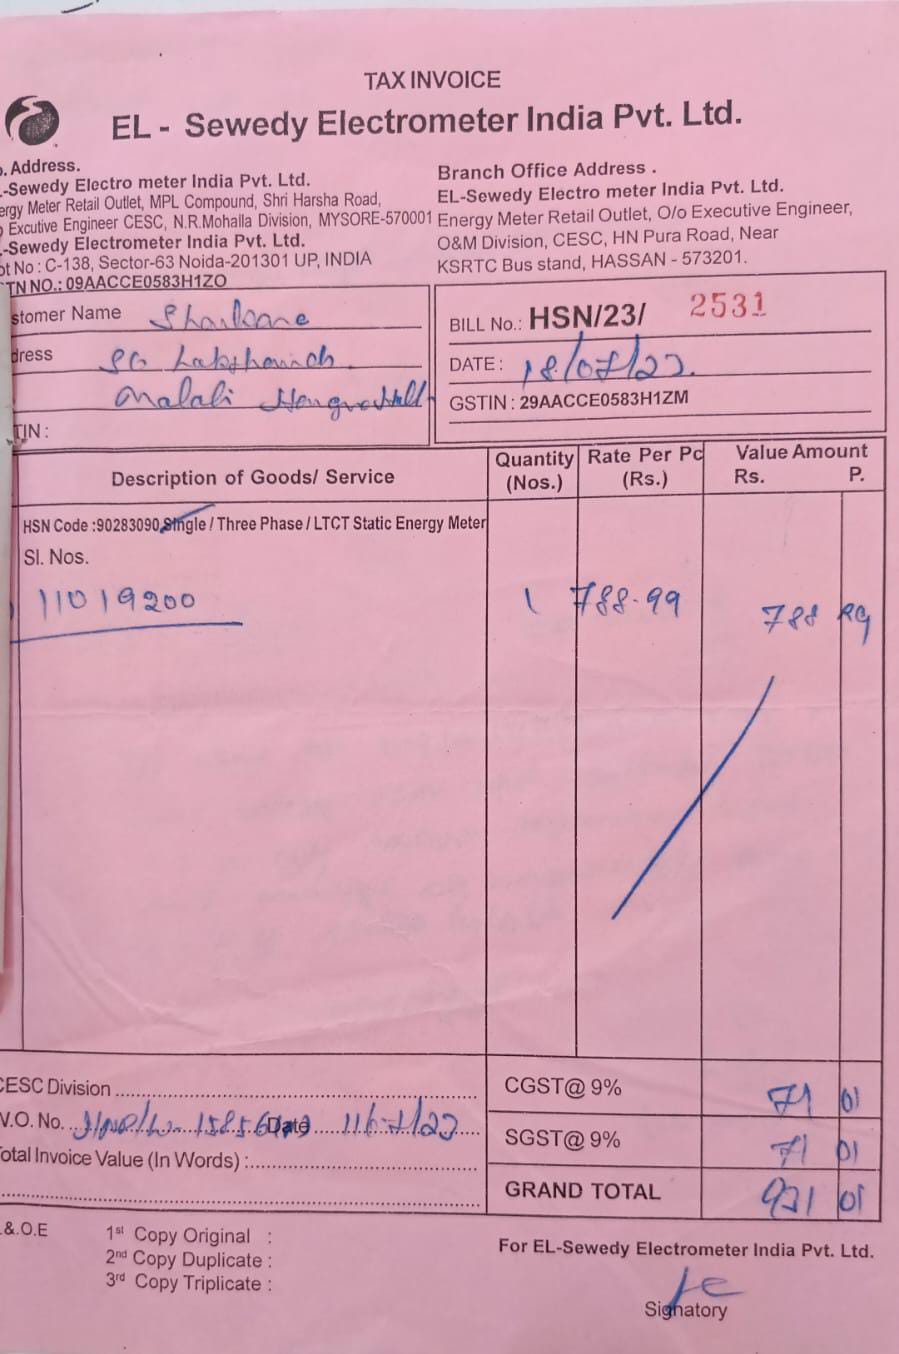 TAX INVOICE
EL - Sewedy Electrometer India Pvt. Ltd.
o. Address.
-Sewedy Electro meter India Pvt. Ltd.
ergy Meter Retail Outlet, MPL Compound, Shri Harsha Road,
o Excutive Engineer CESC, N.R.Mohalla Division, MYSORE-570001
-Sewedy Electrometer India Pvt. Ltd.
ot No : C-138, Sector-63 Noida-201301 UP, INDIA
TN NO.: 09AACCE0583H1ZO
Branch Office Address .
EL-Sewedy Electro meter India Pvt. Ltd.
Energy Meter Retail Outlet, O/o Executive Engineer,
O&M Division, CESC, HN Pura Road, Near
KSRTC Bus stand, HASSAN - 573201.
stomer Name
dress
malali
TIN :
BILL No.: HSN/23/ 2531
DATE : 18/07/23.
GSTIN : 29AACCE0583H1ZM
Description of Goods/ Service Quantity (Nos.) Rate Per Pc (Rs.) Value Amount Rs. P.
HSN Code :90283090,Single / Three Phase / LTCT Static Energy Meter
Sl. Nos.
11019200 1 788-99 788
CESC Division
V.O. No. Date
Total Invoice Value (In Words) :
CGST@ 9% 71 01
SGST@ 9% 71 01
GRAND TOTAL 931 01
.&.O.E
1st Copy Original :
2nd Copy Duplicate :
3rd Copy Triplicate :
For EL-Sewedy Electrometer India Pvt. Ltd.
Signatory